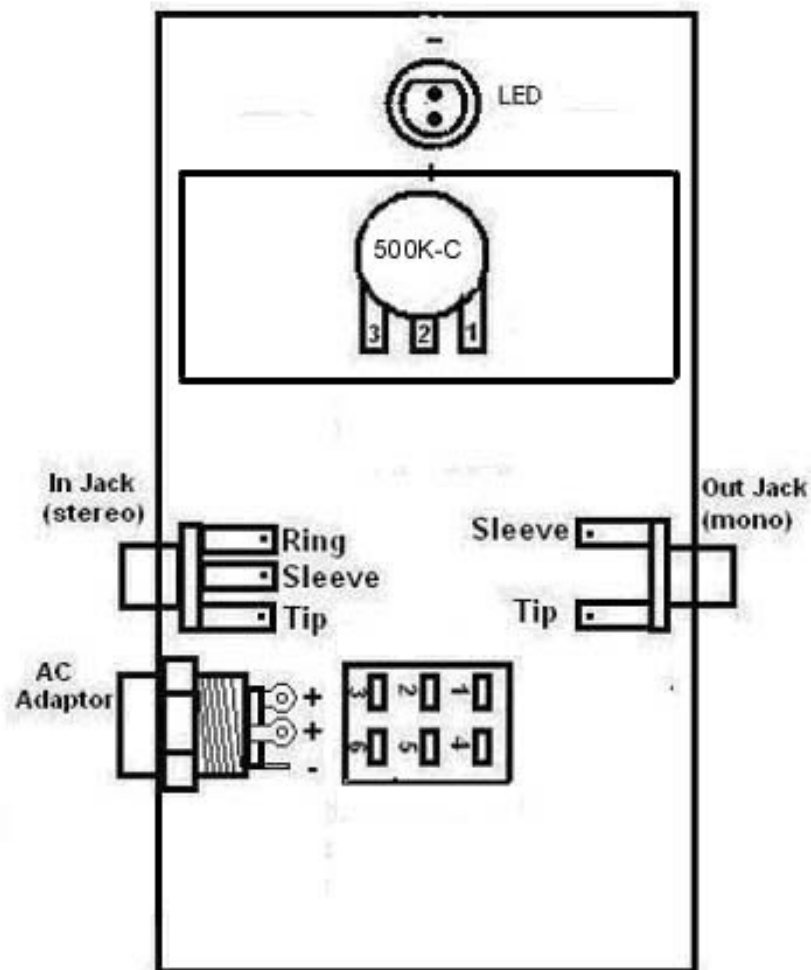 -
LED
+
500K-C
3 2 1
In Jack
(stereo)
Ring
Sleeve
Tip
Sleeve
Tip
Out Jack
(mono)
AC
Adaptor
+
+
-
3 2 1
6 5 4